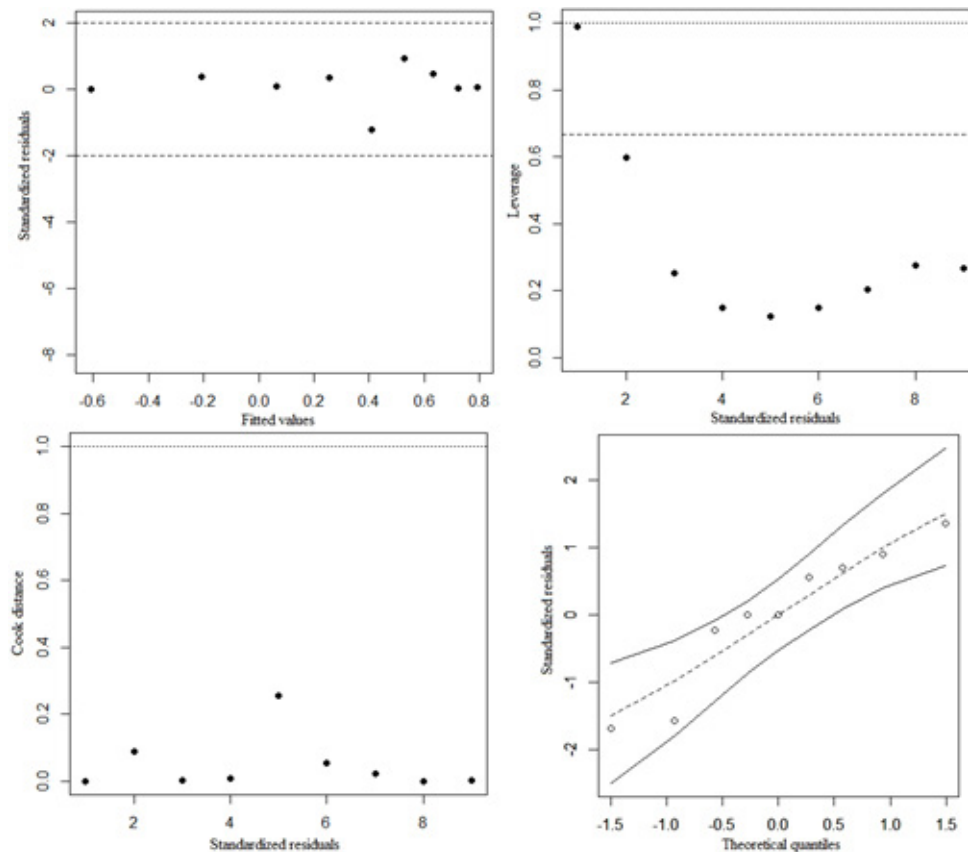 2
0
-2
-4
-6
-8
Standardized residuals
-0.6 -0.4 -0.2 0.0 0.2 0.4 0.6 0.8
Fitted values
1.0
0.8
0.6
0.4
0.2
0.0
Leverage
2 4 6 8
Standardized residuals
1.0
0.8
0.6
0.4
0.2
0.0
Cook distance
2 4 6 8
Standardized residuals
2
1
0
-1
-2
Standardized residuals
-1.5 -1.0 -0.5 0.0 0.5 1.0 1.5
Theoretical quantiles